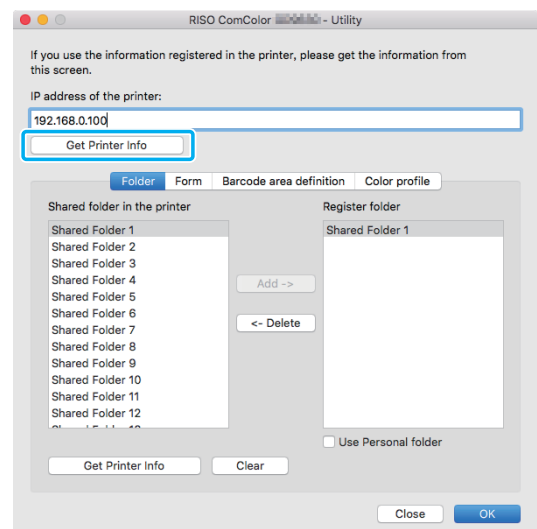 RISO ComColor - Utility
If you use the information registered in the printer, please get the information from
this screen.
IP address of the printer:
192.168.0.100
Get Printer Info
Folder Form Barcode area definition Color profile
Shared folder in the printer Register folder
Shared Folder 1 Shared Folder 1
Shared Folder 2
Shared Folder 3
Shared Folder 4
Add ->
Shared Folder 5
Shared Folder 6
<- Delete
Shared Folder 7
Shared Folder 8
Shared Folder 9
Shared Folder 10
Shared Folder 11
Shared Folder 12
Use Personal folder
Get Printer Info Clear
Close OK